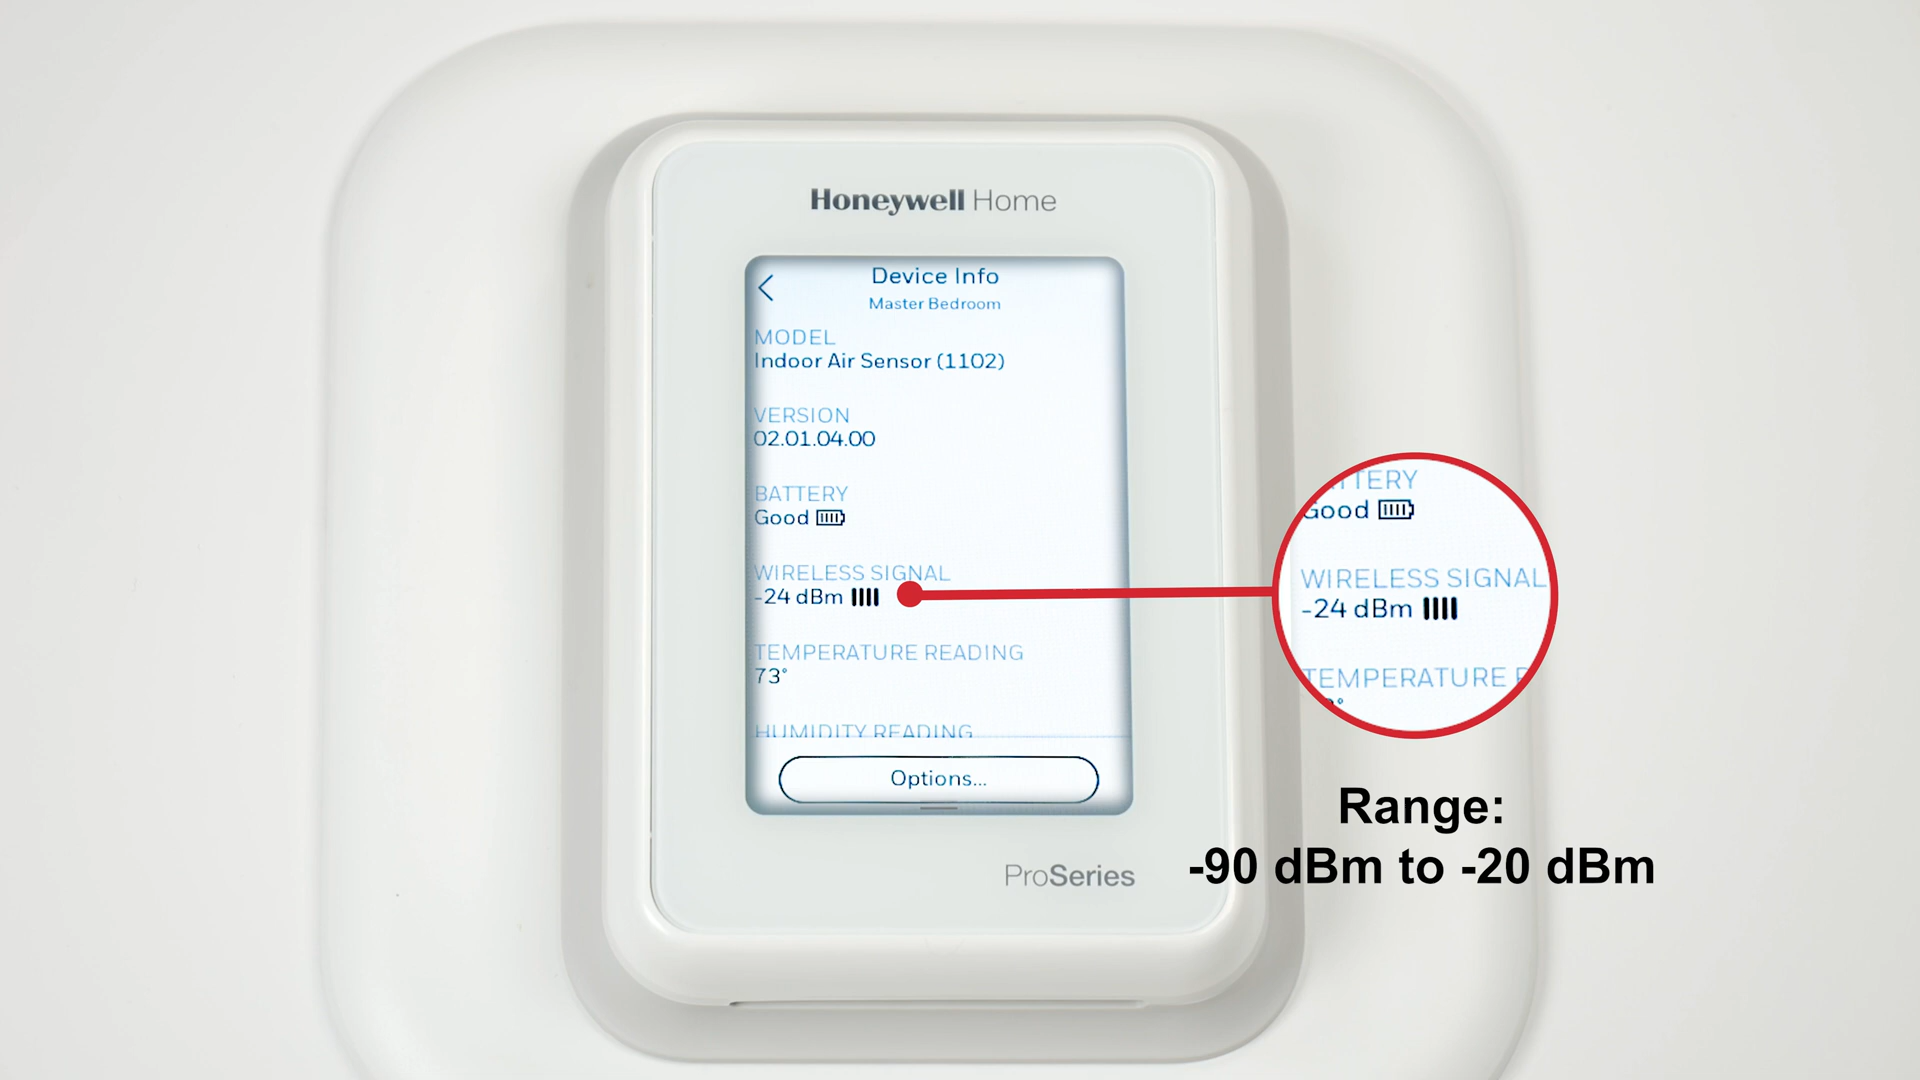 Honeywell Home
Device Info
Master Bedroom
MODEL
Indoor Air Sensor (1102)
VERSION
02.01.04.00
BATTERY
Good
WIRELESS SIGNAL
-24 dBm
TEMPERATURE READING
73°
HUMIDITY READING
Options...
ProSeries
TTERY
Good
WIRELESS SIGNAL
-24 dBm
TEMPERATURE
Range:
-90 dBm to -20 dBm